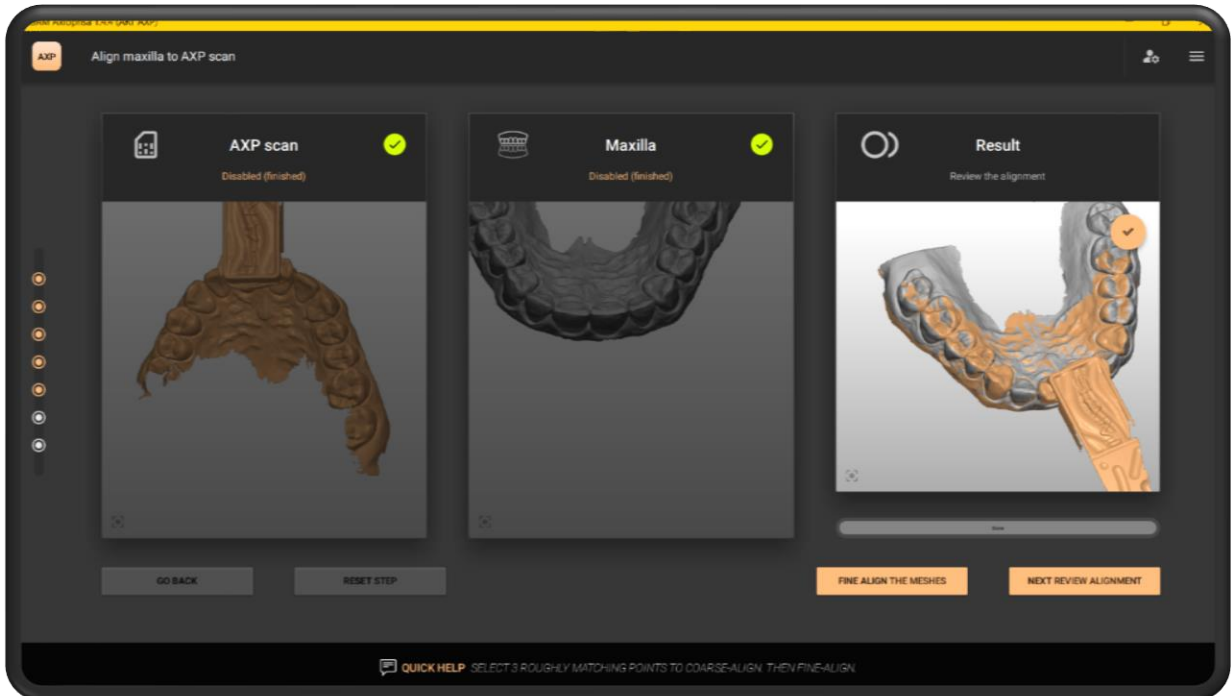 AXP
Align maxilla to AXP scan
AXP scan
Disabled (finished)
Maxilla
Disabled (finished)
Result
Review the alignment
GO BACK
RESET STEP
FINE ALIGN THE MESHES
NEXT REVIEW ALIGNMENT
QUICK HELP SELECT 3 ROUGHLY MATCHING POINTS TO COARSE-ALIGN. THEN FINE-ALIGN.